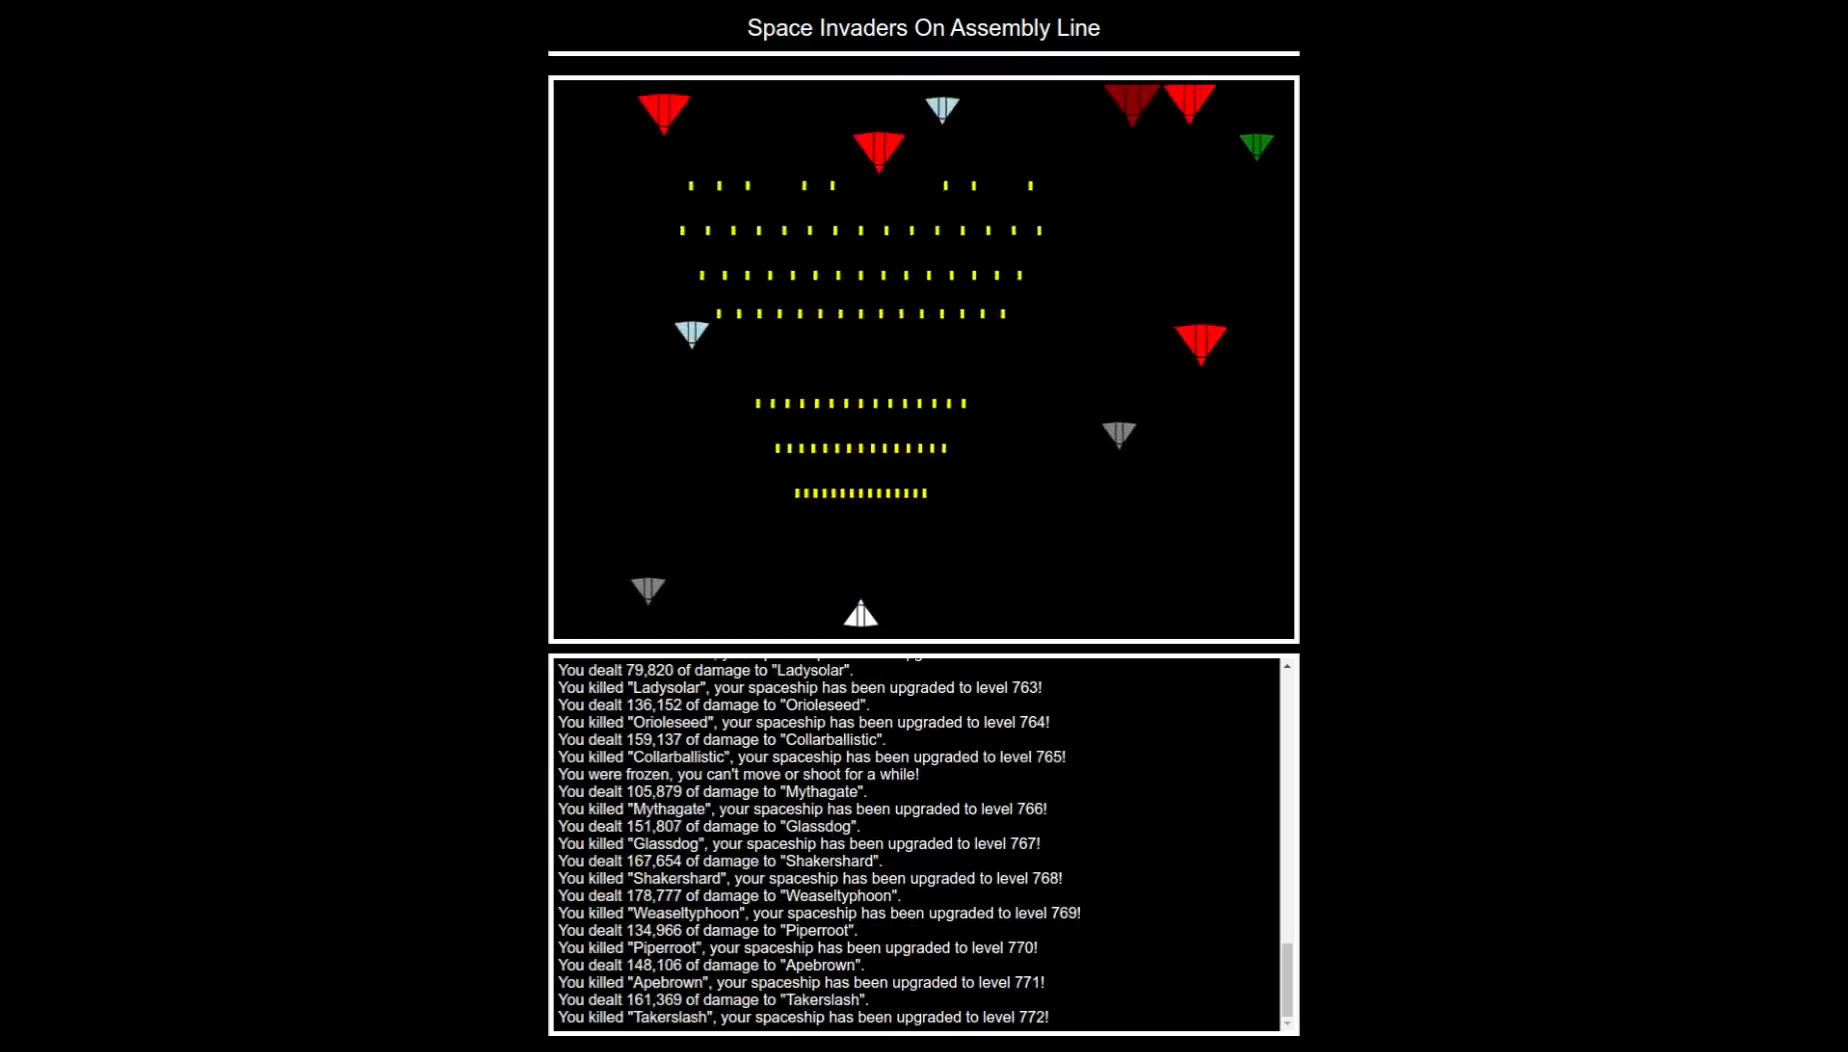 Space Invaders On Assembly Line
You dealt 79,820 of damage to "Ladysolar".
You killed "Ladysolar", your spaceship has been upgraded to level 763!
You dealt 136,152 of damage to "Orioleseed".
You killed "Orioleseed", your spaceship has been upgraded to level 764!
You dealt 159,137 of damage to "Collarballistic".
You killed "Collarballistic", your spaceship has been upgraded to level 765!
You were frozen, you can't move or shoot for a while!
You dealt 105,879 of damage to "Mythagate".
You killed "Mythagate", your spaceship has been upgraded to level 766!
You dealt 151,807 of damage to "Glassdog".
You killed "Glassdog", your spaceship has been upgraded to level 767!
You dealt 167,654 of damage to "Shakershard".
You killed "Shakershard", your spaceship has been upgraded to level 768!
You dealt 178,777 of damage to "Weaseltyphoon".
You killed "Weaseltyphoon", your spaceship has been upgraded to level 769!
You dealt 134,966 of damage to "Piperroot".
You killed "Piperroot", your spaceship has been upgraded to level 770!
You dealt 148,106 of damage to "Apebrown".
You killed "Apebrown", your spaceship has been upgraded to level 771!
You dealt 161,369 of damage to "Takerslash".
You killed "Takerslash", your spaceship has been upgraded to level 772!